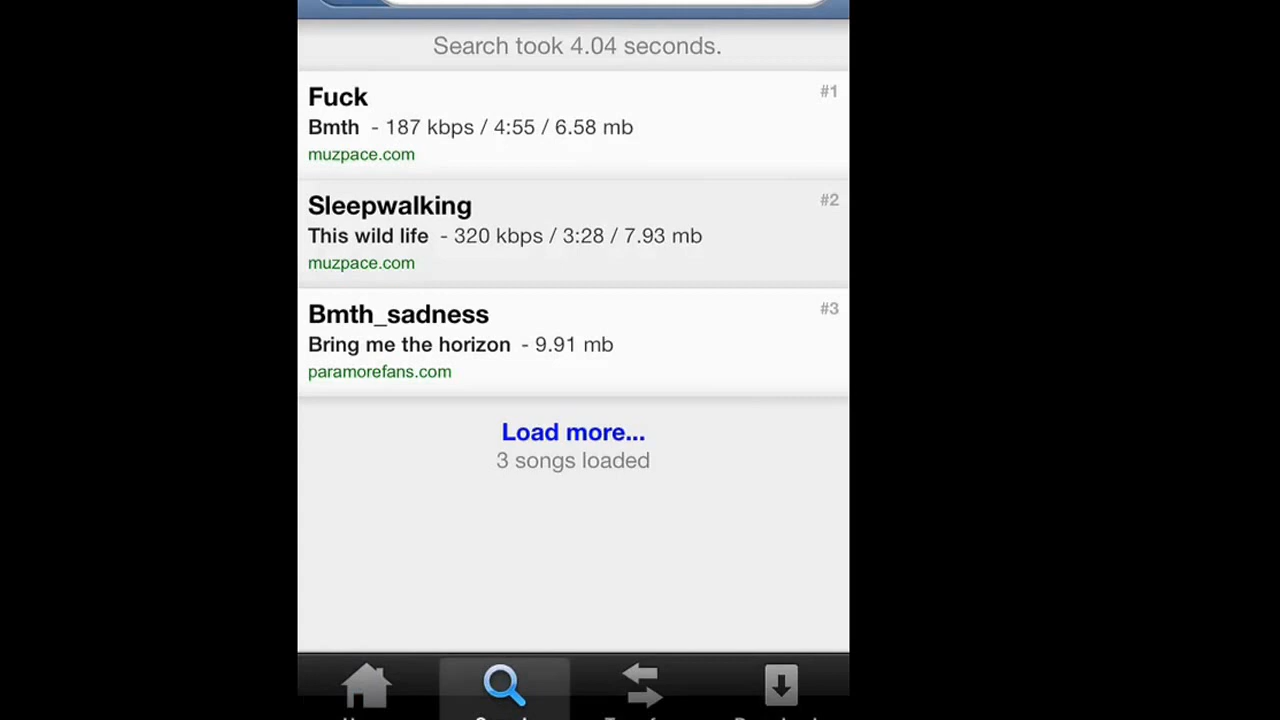 Search took 4.04 seconds.
Fuck
#1
Bmth - 187 kbps / 4:55 / 6.58 mb
muzpace.com
Sleepwalking
#2
This wild life - 320 kbps / 3:28 / 7.93 mb
muzpace.com
Bmth_sadness
#3
Bring me the horizon - 9.91 mb
paramorefans.com
Load more...
3 songs loaded